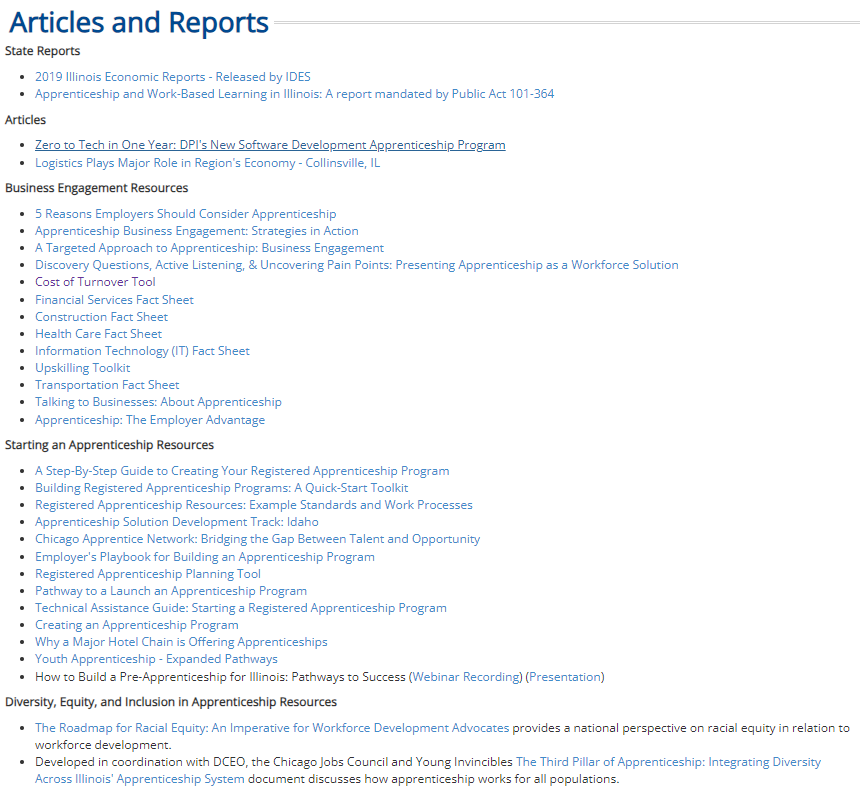 Articles and Reports
State Reports
2019 Illinois Economic Reports - Released by IDES
Apprenticeship and Work-Based Learning in Illinois: A report mandated by Public Act 101-364
Articles
Zero to Tech in One Year: DPI's New Software Development Apprenticeship Program
Logistics Plays Major Role in Region's Economy - Collinsville, IL
Business Engagement Resources
5 Reasons Employers Should Consider Apprenticeship
Apprenticeship Business Engagement: Strategies in Action
A Targeted Approach to Apprenticeship: Business Engagement
Discovery Questions, Active Listening, & Uncovering Pain Points: Presenting Apprenticeship as a Workforce Solution
Cost of Turnover Tool
Financial Services Fact Sheet
Construction Fact Sheet
Health Care Fact Sheet
Information Technology (IT) Fact Sheet
Upskilling Toolkit
Transportation Fact Sheet
Talking to Businesses: About Apprenticeship
Apprenticeship: The Employer Advantage
Starting an Apprenticeship Resources
A Step-By-Step Guide to Creating Your Registered Apprenticeship Program
Building Registered Apprenticeship Programs: A Quick-Start Toolkit
Registered Apprenticeship Resources: Example Standards and Work Processes
Apprenticeship Solution Development Track: Idaho
Chicago Apprentice Network: Bridging the Gap Between Talent and Opportunity
Employer's Playbook for Building an Apprenticeship Program
Registered Apprenticeship Planning Tool
Pathway to a Launch an Apprenticeship Program
Technical Assistance Guide: Starting a Registered Apprenticeship Program
Creating an Apprenticeship Program
Why a Major Hotel Chain is Offering Apprenticeships
Youth Apprenticeship - Expanded Pathways
How to Build a Pre-Apprenticeship for Illinois: Pathways to Success (Webinar Recording) (Presentation)
Diversity, Equity, and Inclusion in Apprenticeship Resources
The Roadmap for Racial Equity: An Imperative for Workforce Development Advocates provides a national perspective on racial equity in relation to
workforce development.
Developed in coordination with DCEO, the Chicago Jobs Council and Young Invincibles The Third Pillar of Apprenticeship: Integrating Diversity
Across Illinois' Apprenticeship System document discusses how apprenticeship works for all populations.